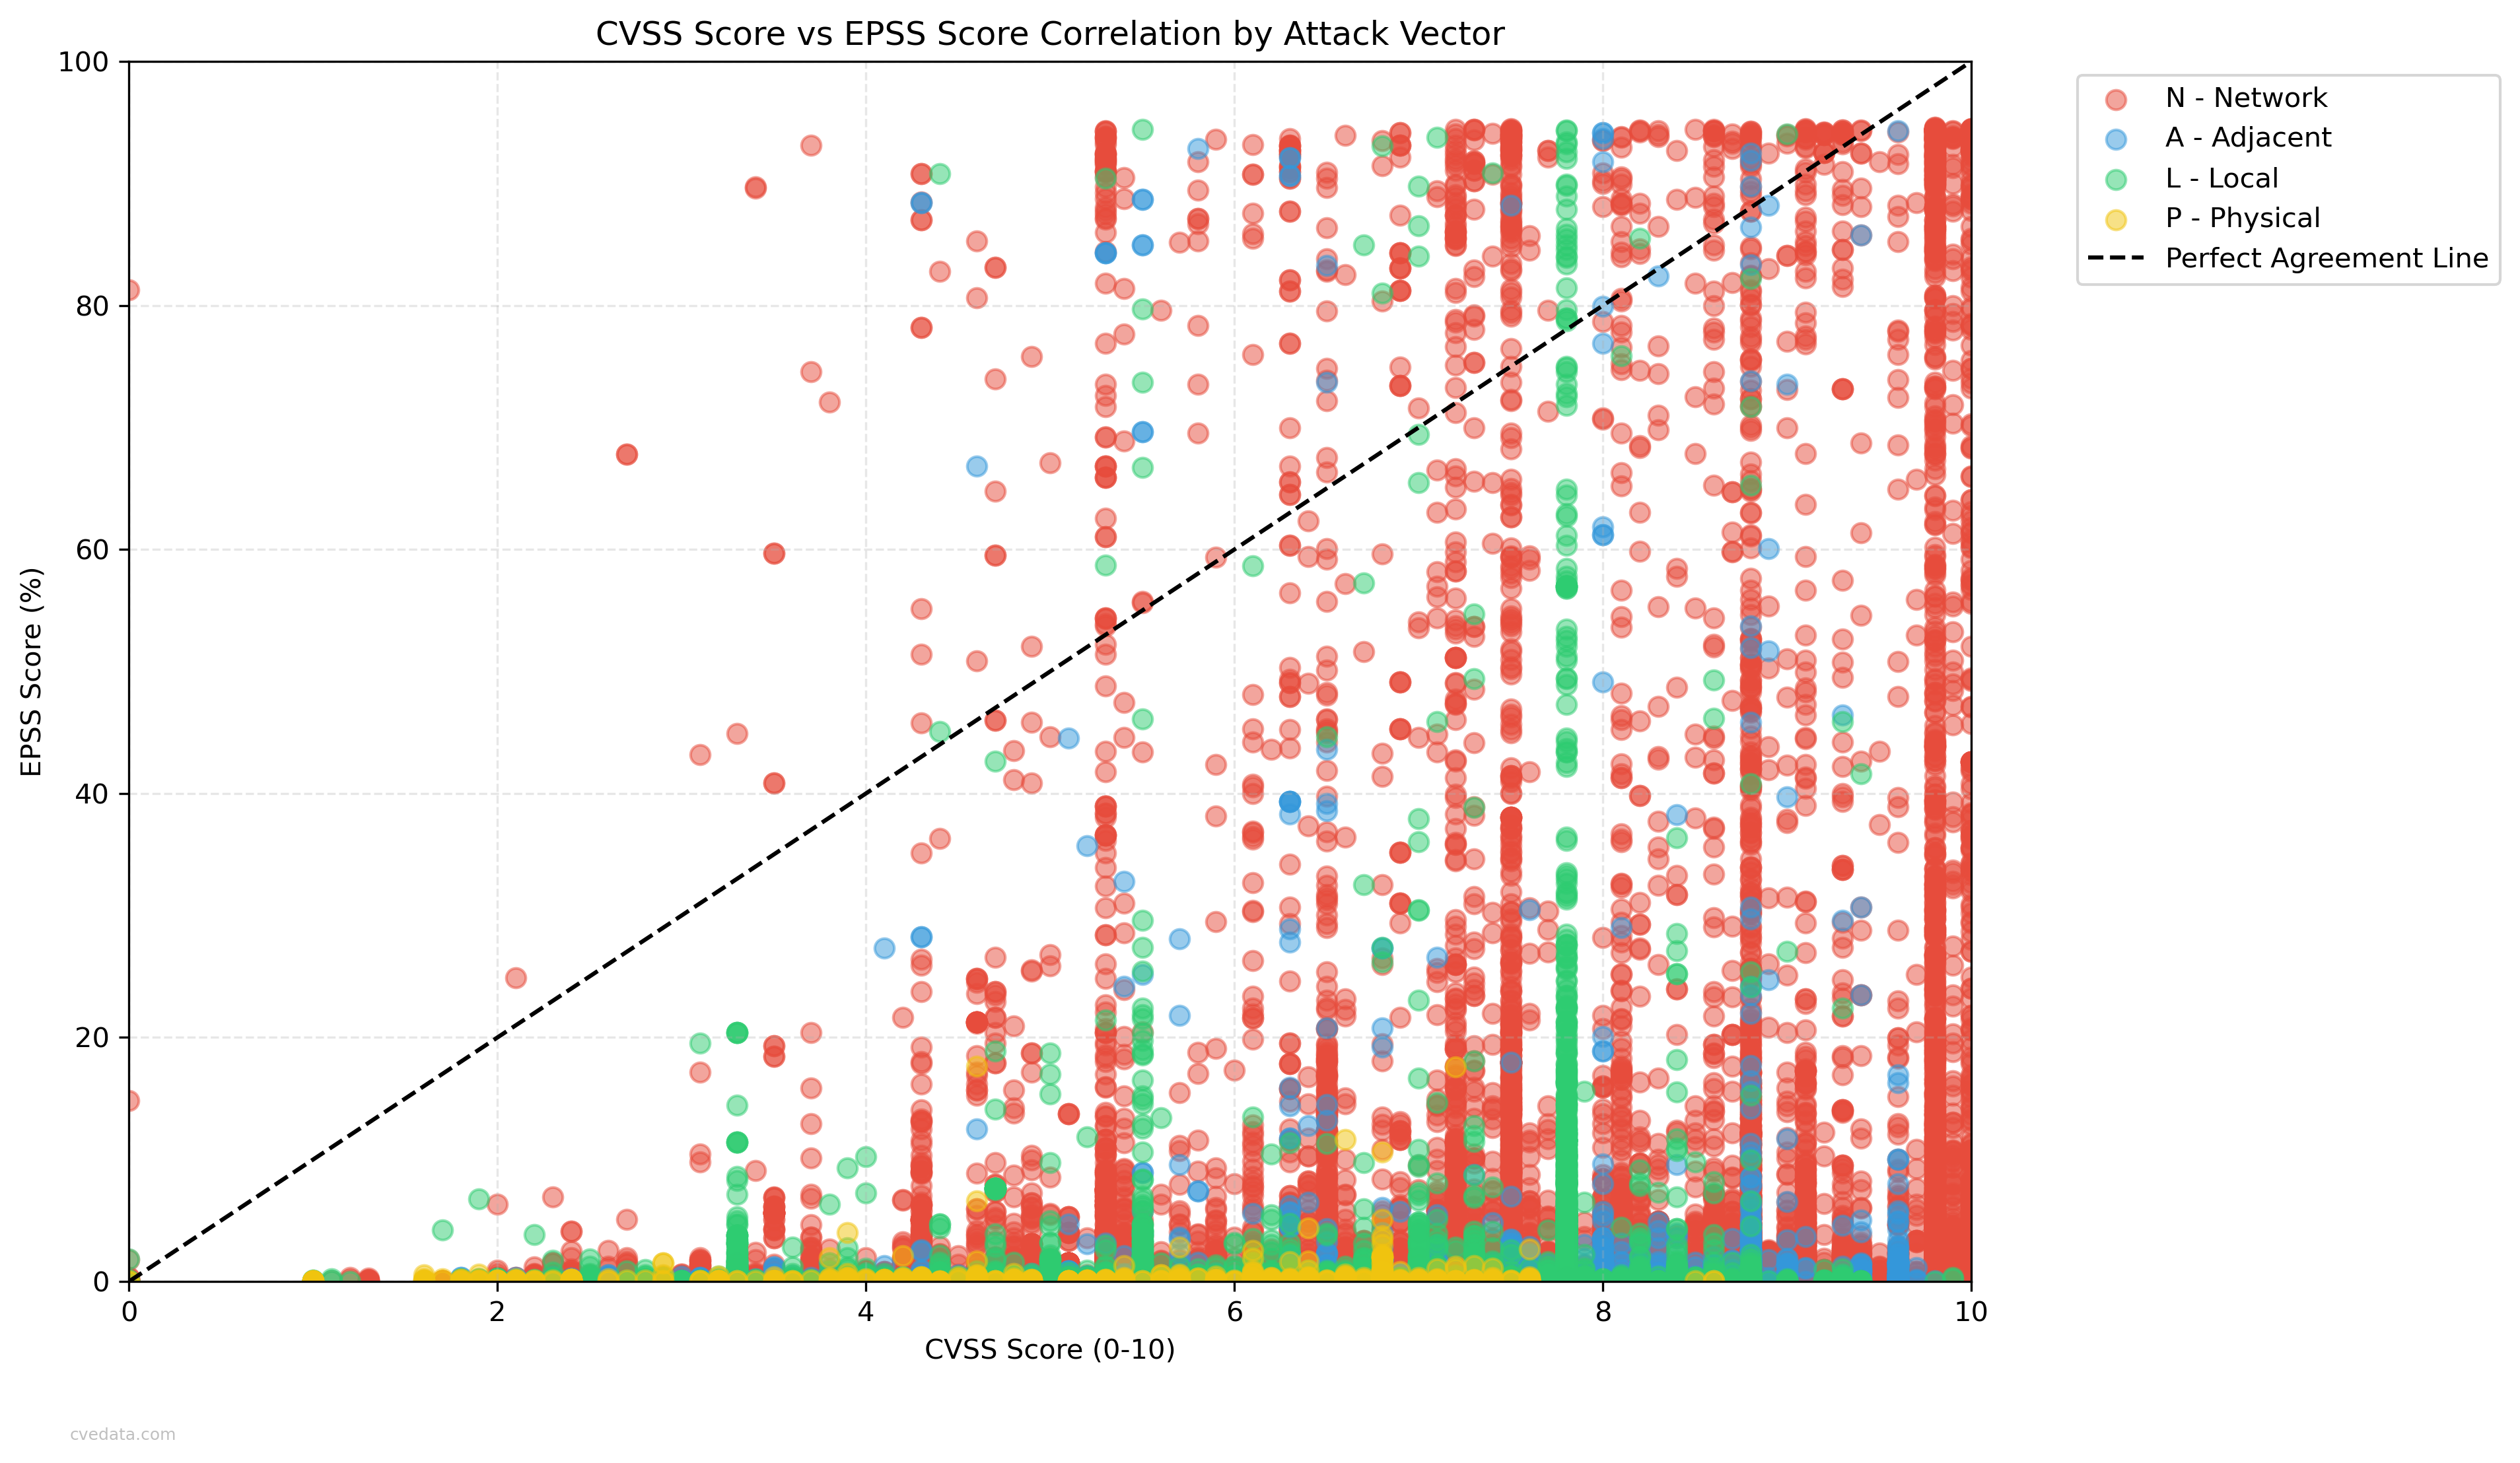 CVSS Score vs EPSS Score Correlation by Attack Vector
100
80
60
40
20
0
EPSS Score (%)
0
2
4
6
8
10
CVSS Score (0-10)
N - Network
A - Adjacent
L - Local
P - Physical
Perfect Agreement Line
cvedata.com